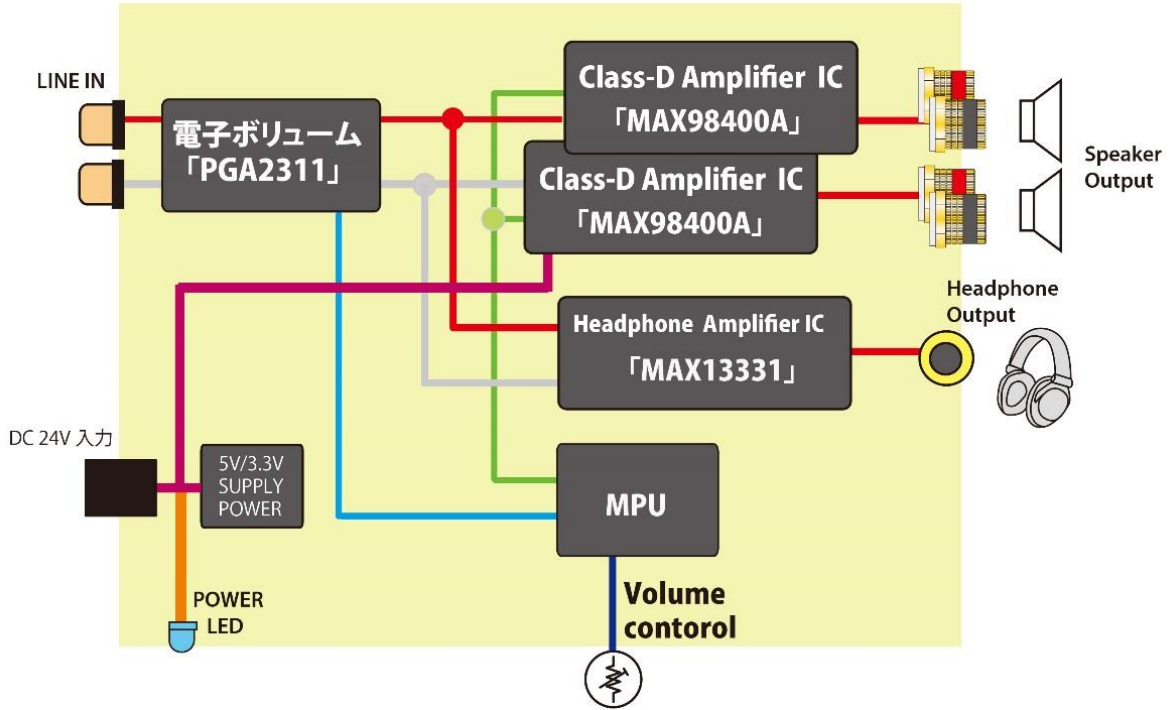 LINE IN
電子ボリューム
「PGA2311」
Class-D Amplifier IC
「MAX98400A」
Class-D Amplifier IC
「MAX98400A」
Speaker
Output
Headphone Amplifier IC
「MAX13331」
Headphone
Output
DC 24V 入力
5V/3.3V
SUPPLY
POWER
MPU
POWER
LED
Volume
contorol